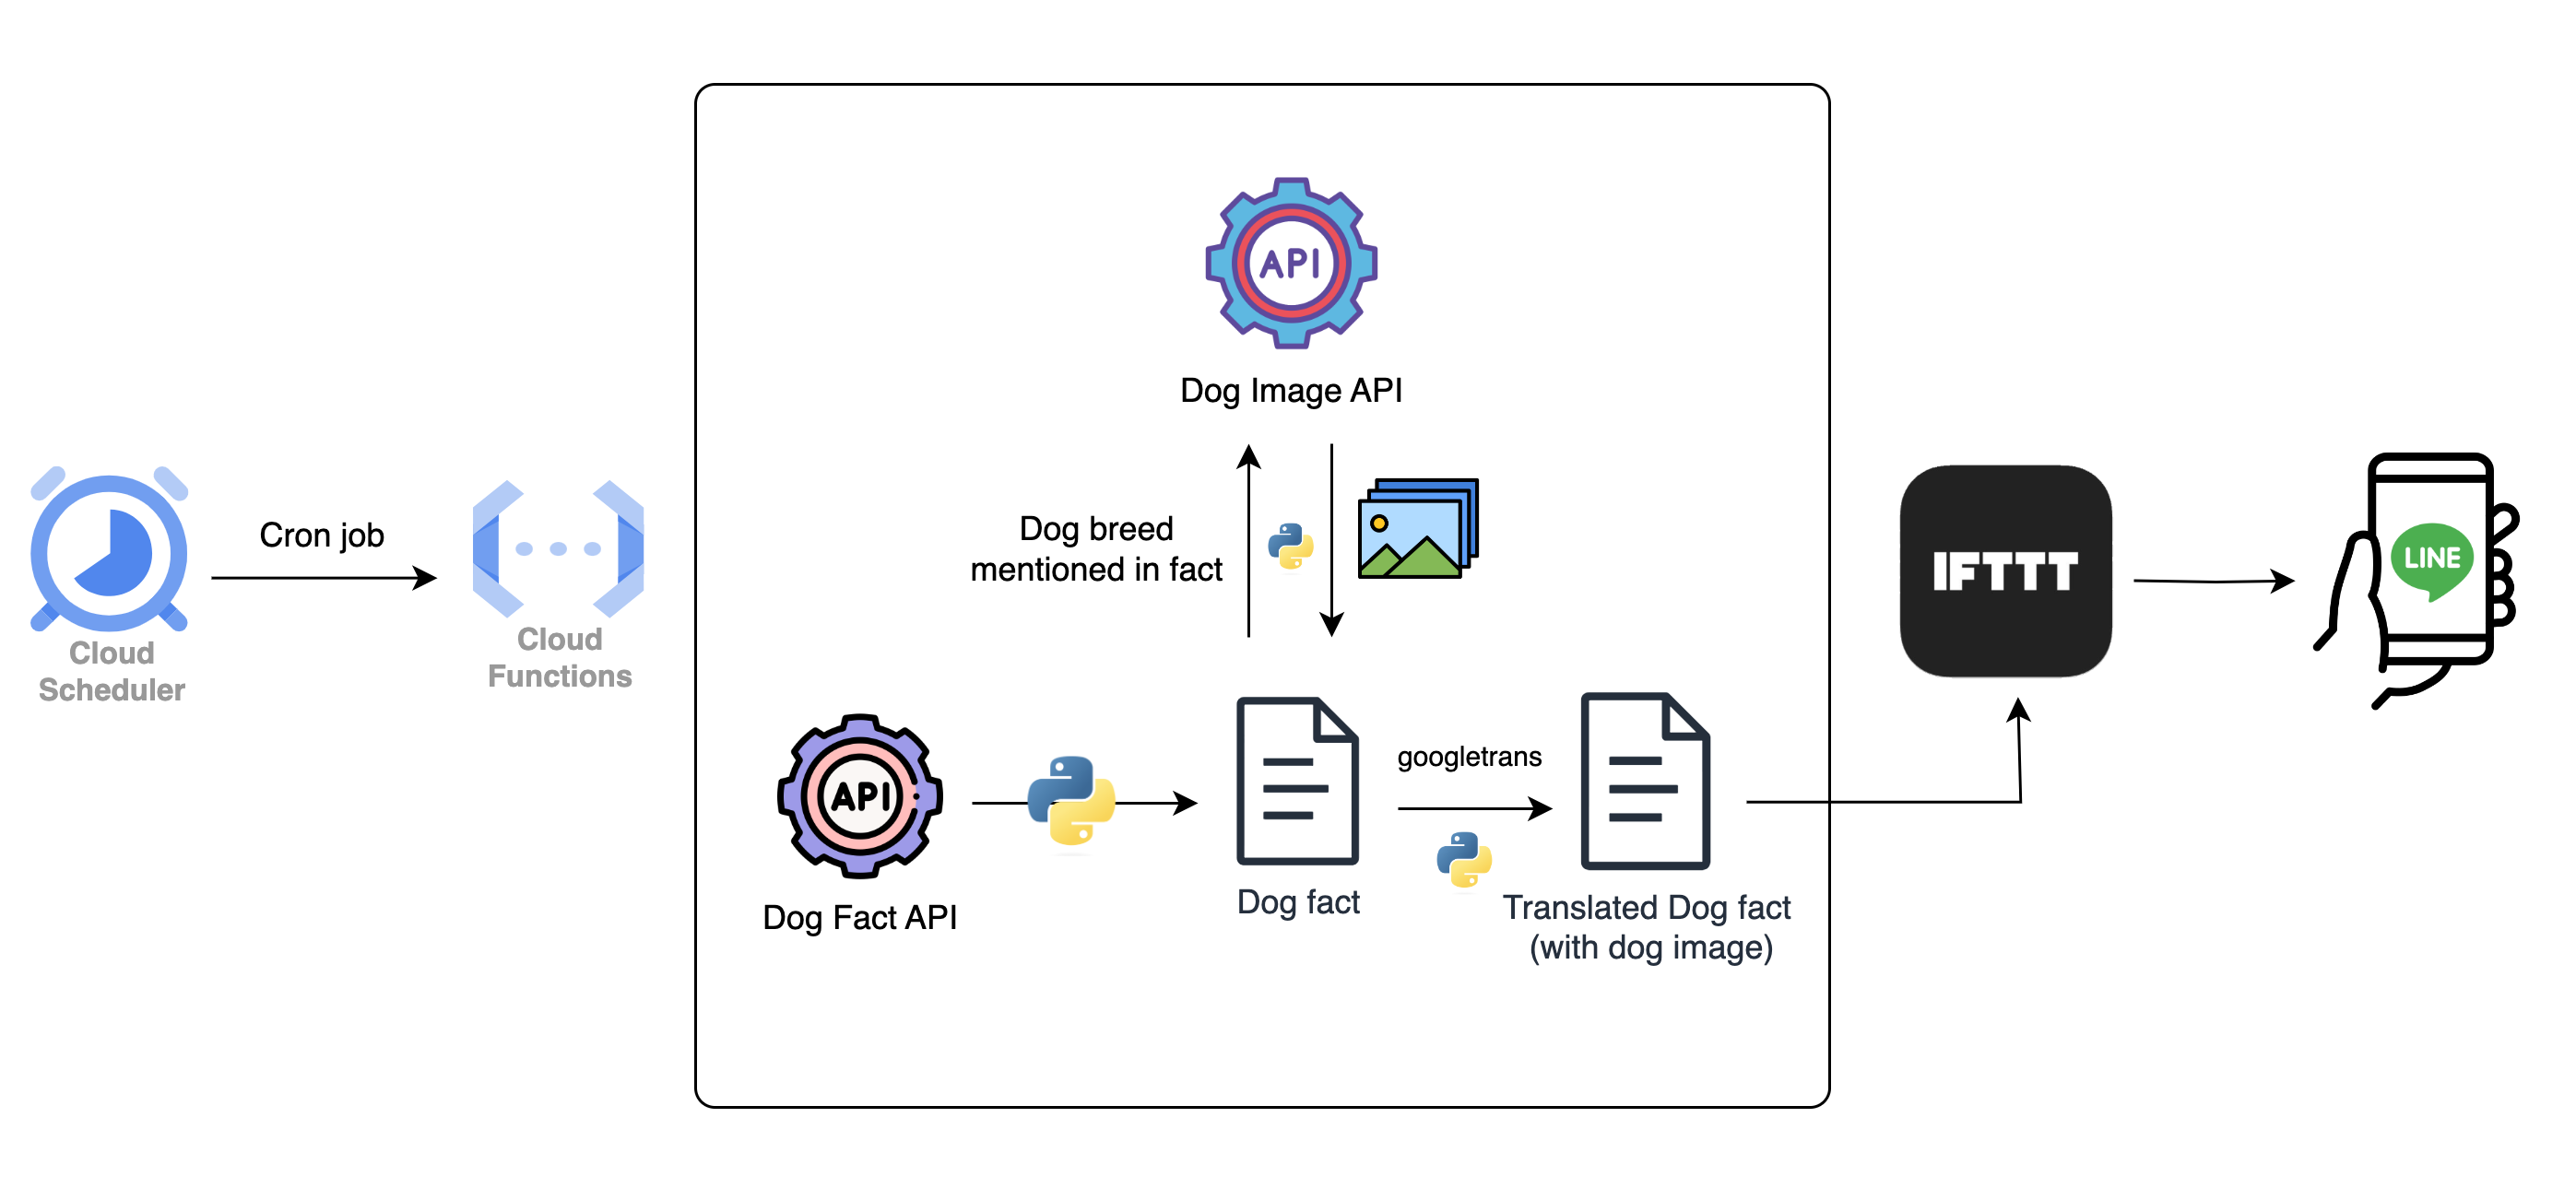 Cloud
Scheduler
Cron job
Cloud
Functions
API
Dog Image API
Dog breed
mentioned in fact
API
Dog Fact API
Dog fact
googletrans
Translated Dog fact
(with dog image)
IFTTT
LINE